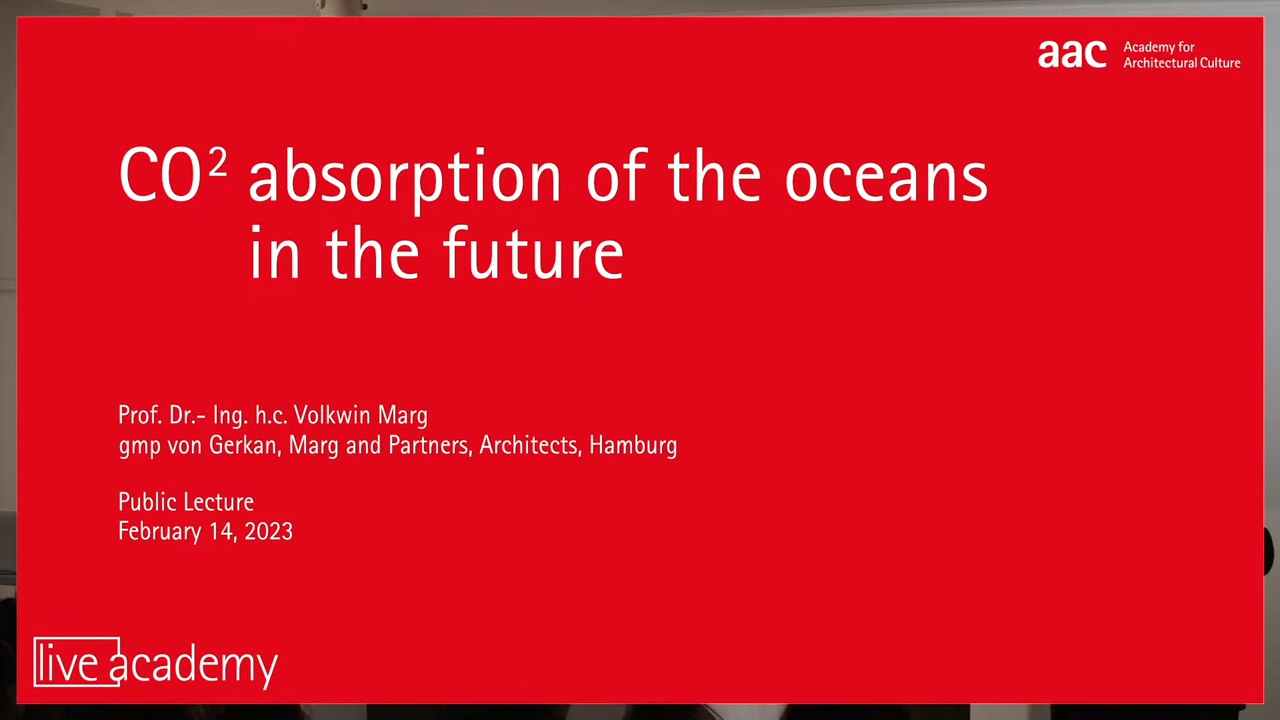 aac Academy for
Architectural Culture
CO² absorption of the oceans
in the future
Prof. Dr.- Ing. h.c. Volkwin Marg
gmp von Gerkan, Marg and Partners, Architects, Hamburg
Public Lecture
February 14, 2023
live academy